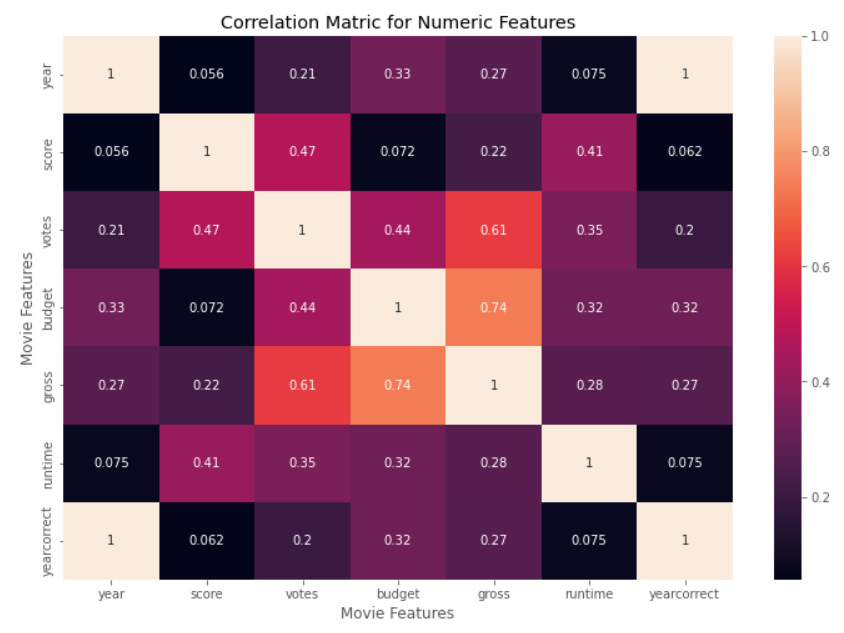 Correlation Matric for Numeric Features
Movie Features
year 1 0.056 0.21 0.33 0.27 0.075 1
score 0.056 1 0.47 0.072 0.22 0.41 0.062
votes 0.21 0.47 1 0.44 0.61 0.35 0.2
budget 0.33 0.072 0.44 1 0.74 0.32 0.32
gross 0.27 0.22 0.61 0.74 1 0.28 0.27
runtime 0.075 0.41 0.35 0.32 0.28 1 0.075
yearcorrect 1 0.062 0.2 0.32 0.27 0.075 1
year score votes budget gross runtime yearcorrect
Movie Features
1.0
0.8
0.6
0.4
0.2